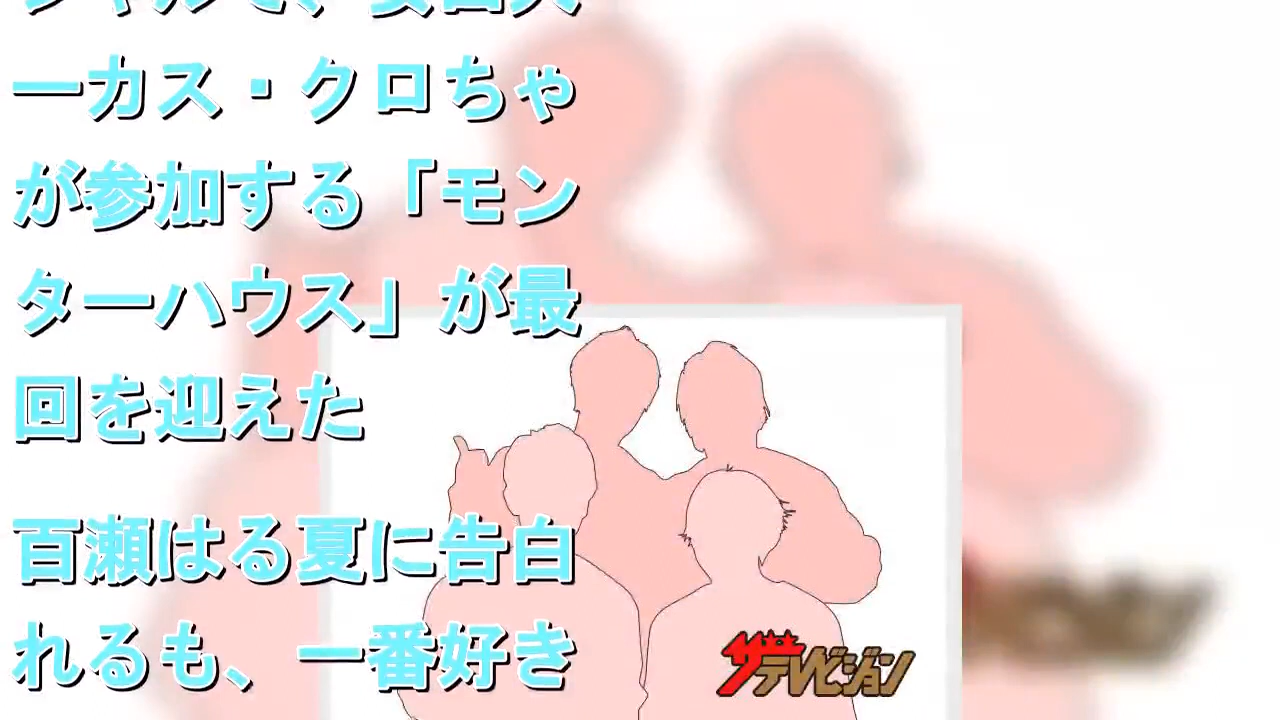 ーカス・クロちゃ
が参加する「モン
ターハウス」が最
回を迎えた
百瀬はる夏に告白
れるも、一番好き
ザテレビジョン